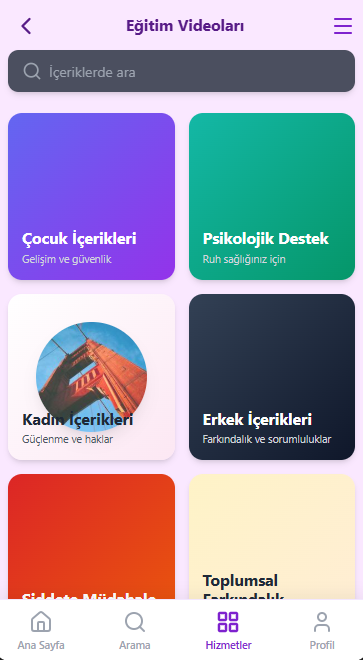 Eğitim Videoları
İçeriklerde ara
Çocuk İçerikleri
Gelişim ve güvenlik
Psikolojik Destek
Ruh sağlığınız için
Kadın İçerikleri
Güçlenme ve haklar
Erkek İçerikleri
Farkındalık ve sorumluluklar
Şiddete Müdahale
Toplumsal
Farkındalık
Ana Sayfa
Arama
Hizmetler
Profil